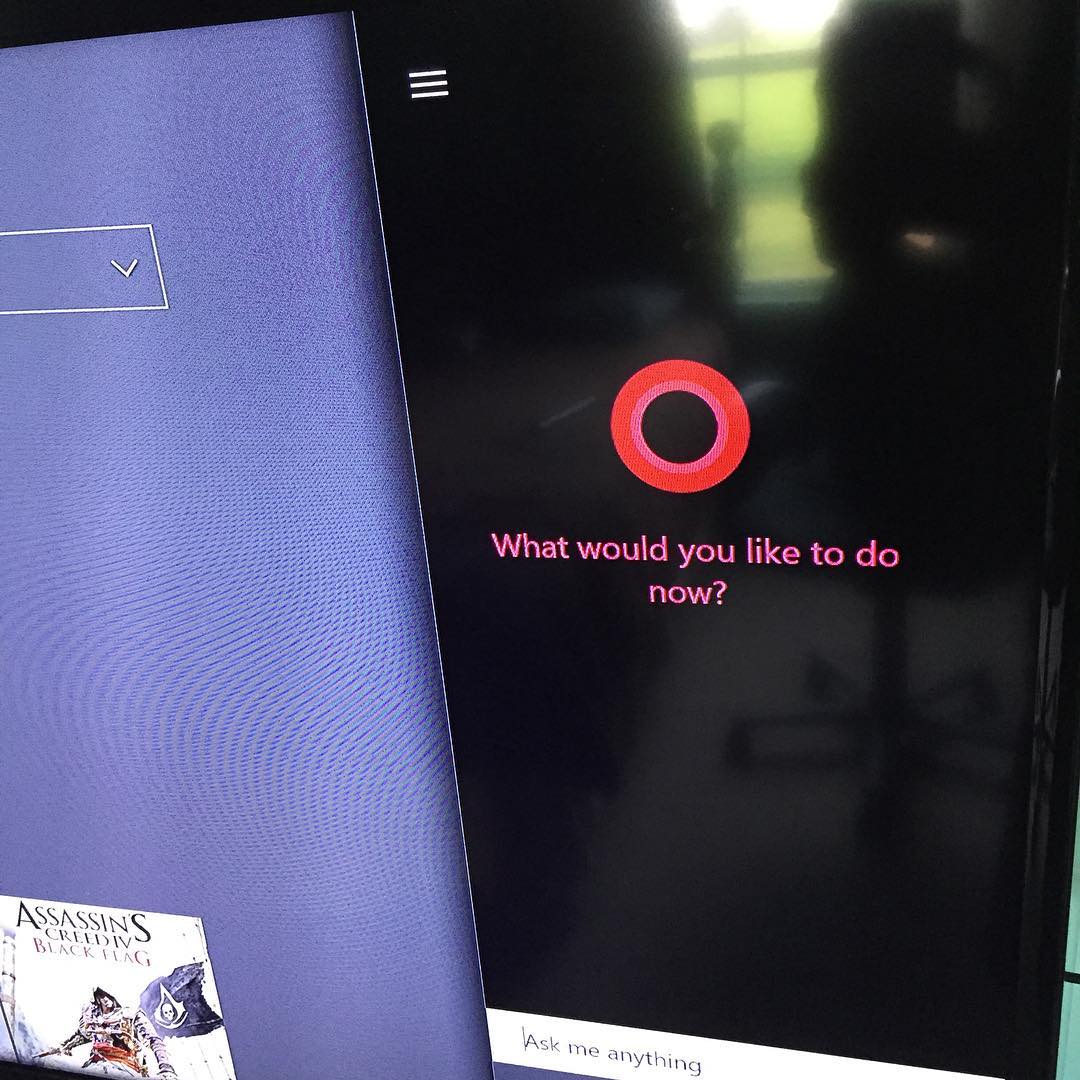 What would you like to do
now?
ASSASSIN'S
CREED IV
BLACK FLAG
Ask me anything